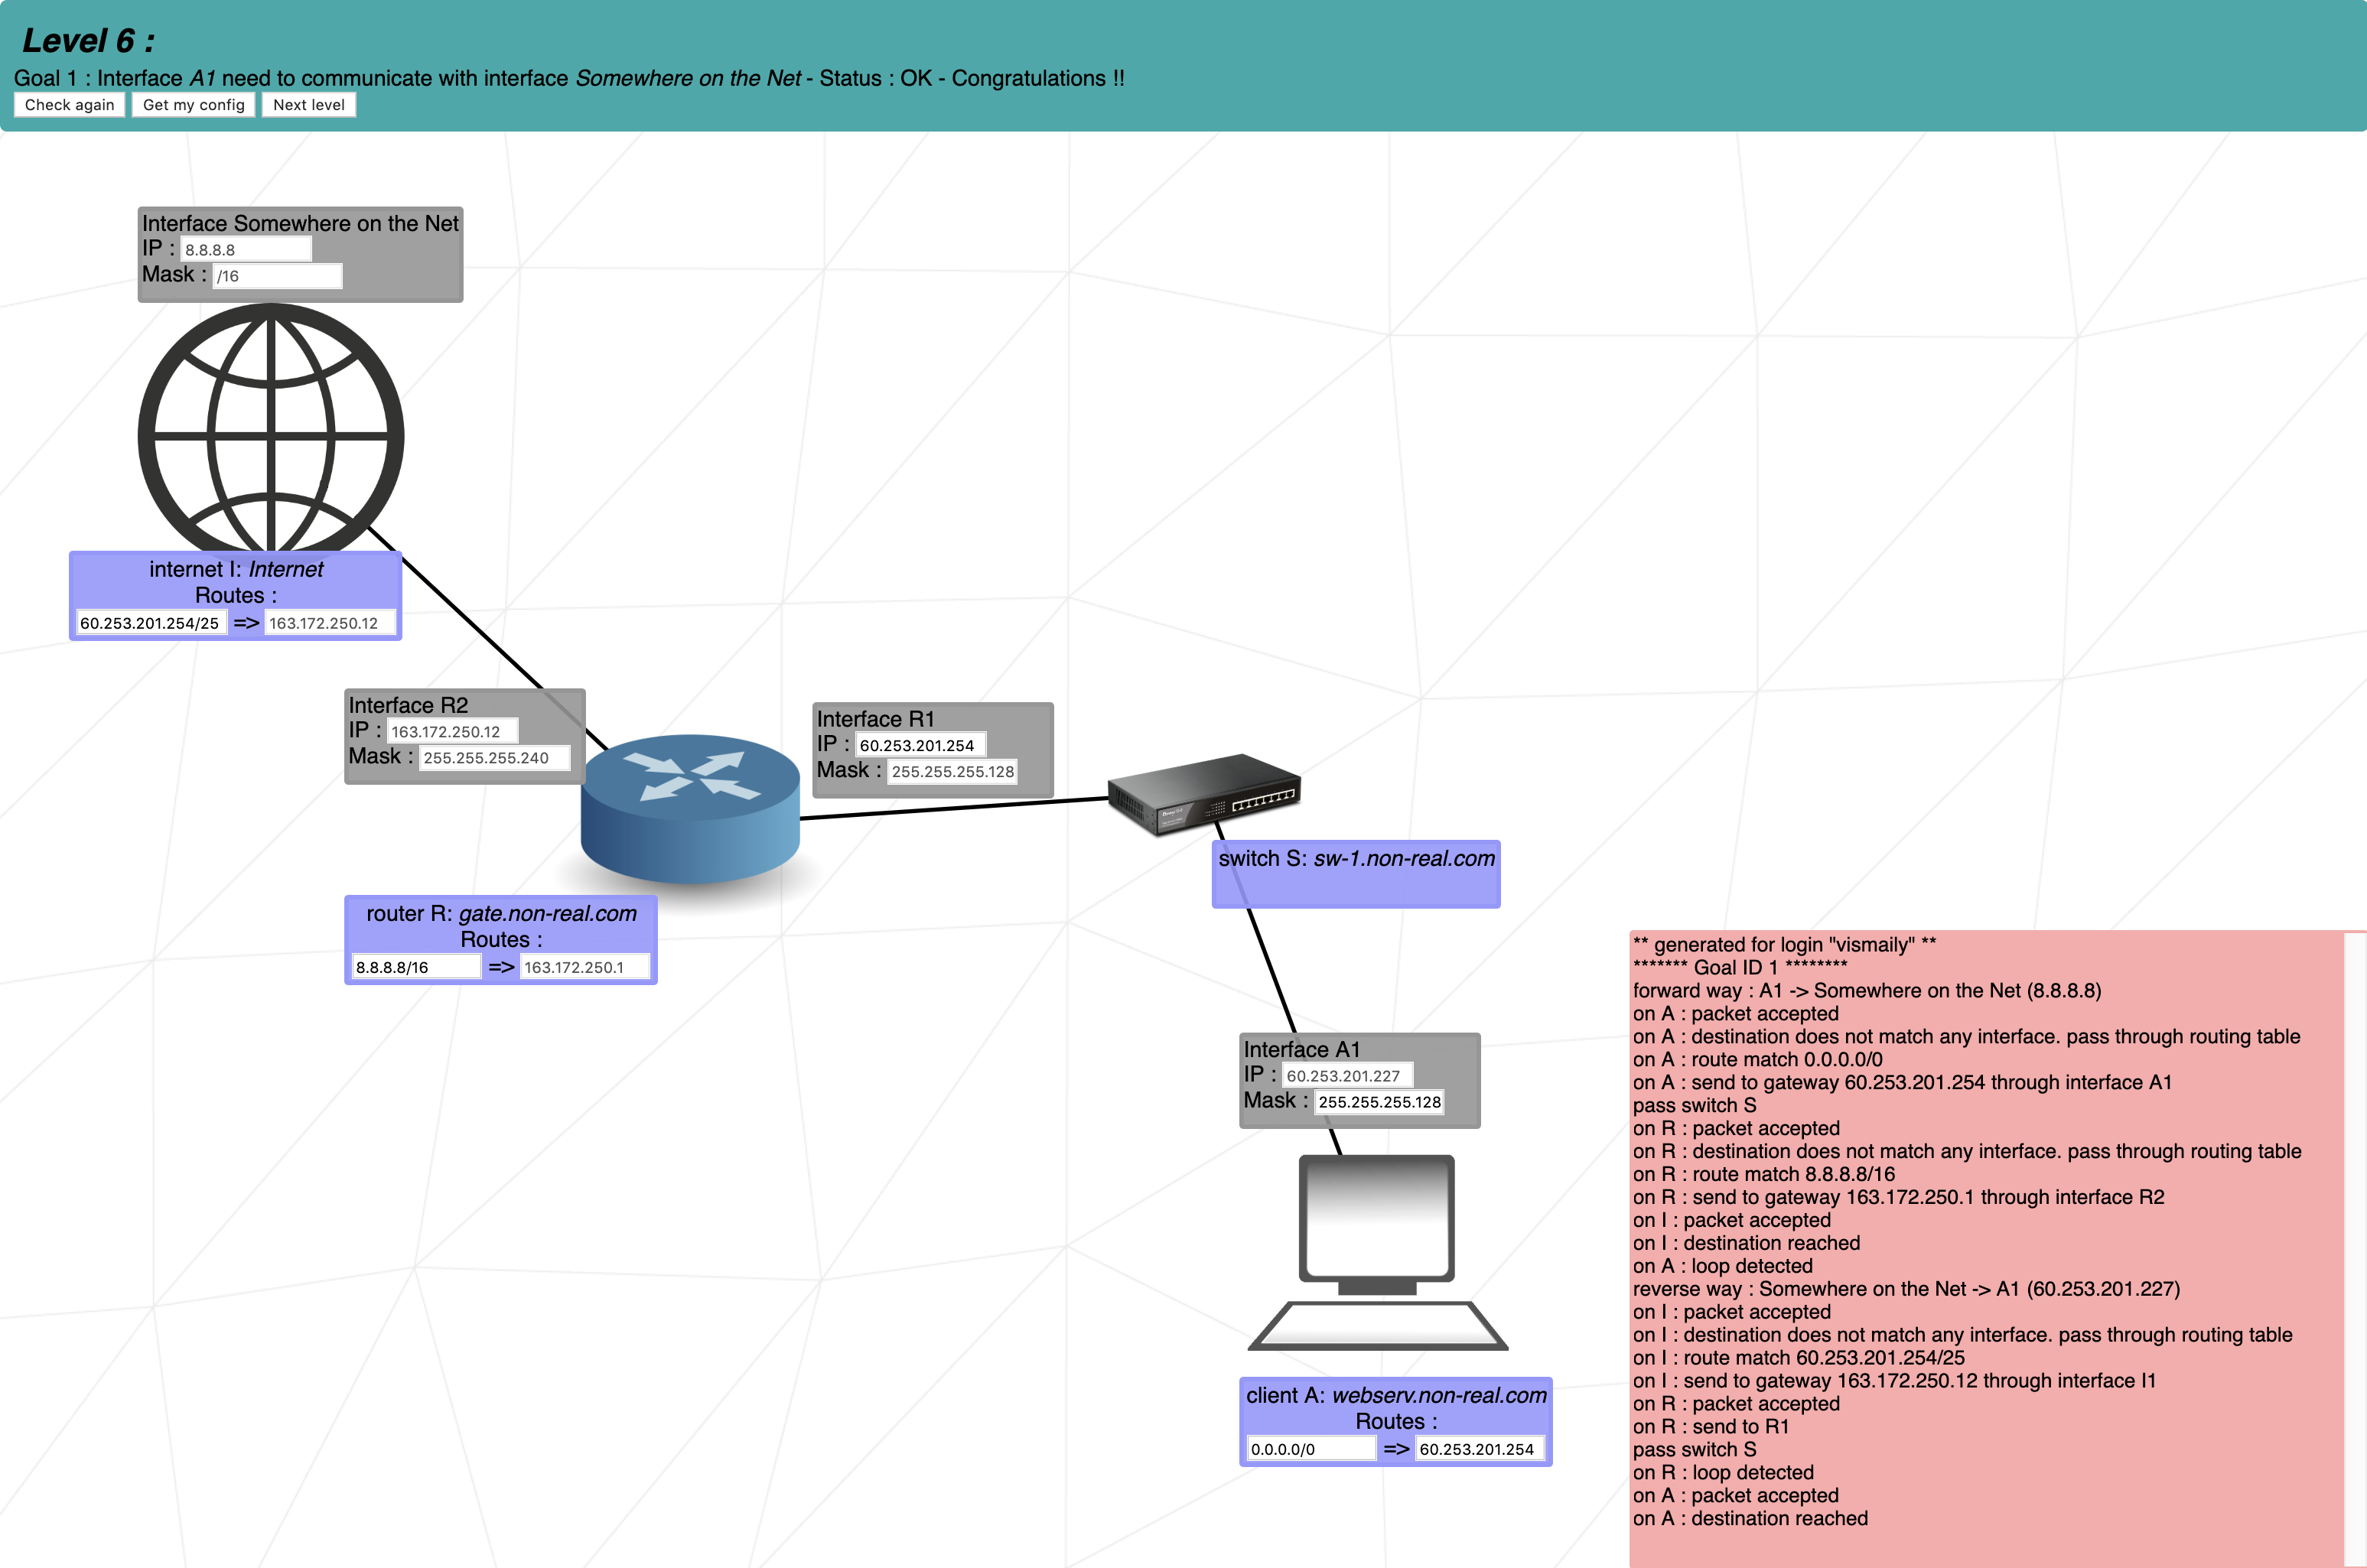 Level 6 :
Goal 1 : Interface A1 need to communicate with interface Somewhere on the Net - Status : OK - Congratulations !!
Check again Get my config Next level
Interface Somewhere on the Net
IP : 8.8.8.8
Mask : /16
internet I: Internet
Routes :
60.253.201.254/25 => 163.172.250.12
Interface R2
IP : 163.172.250.12
Mask : 255.255.255.240
Interface R1
IP : 60.253.201.254
Mask : 255.255.255.128
switch S: sw-1.non-real.com
router R: gate.non-real.com
Routes :
8.8.8.8/16 => 163.172.250.1
Interface A1
IP : 60.253.201.227
Mask : 255.255.255.128
client A: webserv.non-real.com
Routes :
0.0.0.0/0 => 60.253.201.254
** generated for login "vismaily" **
******* Goal ID 1 ********
forward way : A1 -> Somewhere on the Net (8.8.8.8)
on A : packet accepted
on A : destination does not match any interface. pass through routing table
on A : route match 0.0.0.0/0
on A : send to gateway 60.253.201.254 through interface A1
pass switch S
on R : packet accepted
on R : destination does not match any interface. pass through routing table
on R : route match 8.8.8.8/16
on R : send to gateway 163.172.250.1 through interface R2
on I : packet accepted
on I : destination reached
on A : loop detected
reverse way : Somewhere on the Net -> A1 (60.253.201.227)
on I : packet accepted
on I : destination does not match any interface. pass through routing table
on I : route match 60.253.201.254/25
on I : send to gateway 163.172.250.12 through interface I1
on R : packet accepted
on R : send to R1
pass switch S
on R : loop detected
on A : packet accepted
on A : destination reached